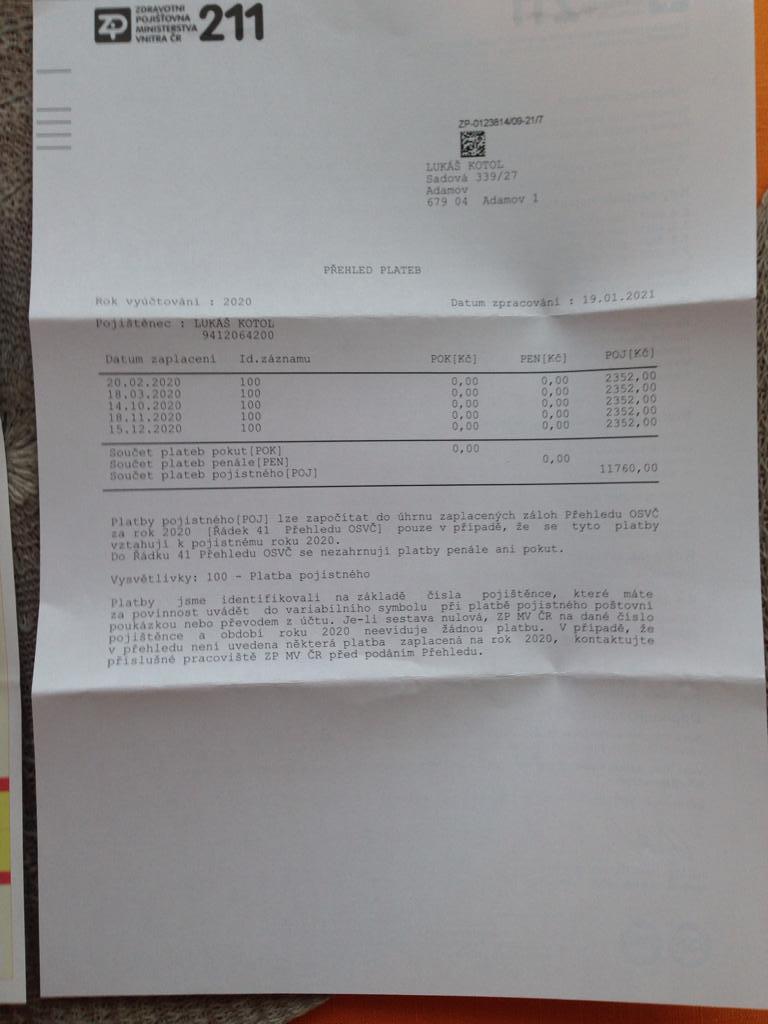 ZP
ZDRAVOTNÍ
POJIŠŤOVNA
MINISTERSTVA
VNITRA ČR
211
ZP-0123814/09-21/7
LUKÁŠ KOTOL
Sadová 339/27
Adamov
679 04 Adamov 1
PŘEHLED PLATEB
Rok vyúčtování : 2020 Datum zpracování : 19.01.2021
Pojištěnec : LUKÁŠ KOTOL
9412064200
Datum zaplacení Id.záznamu POK[Kč] PEN[Kč] POJ[Kč]
20.02.2020 100 0,00 0,00 2352,00
18.03.2020 100 0,00 0,00 2352,00
14.10.2020 100 0,00 0,00 2352,00
18.11.2020 100 0,00 0,00 2352,00
15.12.2020 100 0,00 0,00 2352,00
Součet plateb pokut[POK] 0,00
Součet plateb penále[PEN] 0,00
Součet plateb pojistného[POJ] 11760,00
Platby pojistného[POJ] lze započítat do úhrnu zaplacených záloh Přehledu OSVČ
za rok 2020 [Řádek 41 Přehledu OSVČ] pouze v případě, že se tyto platby
vztahují k pojistnému roku 2020.
Do Řádku 41 Přehledu OSVČ se nezahrnují platby penále ani pokut.
Vysvětlivky: 100 - Platba pojistného
Platby jsme identifikovali na základě čísla pojištěnce, které máte
za povinnost uvádět do variabilního symbolu při platbě pojistného poštovní
poukázkou nebo převodem z účtu. Je-li sestava nulová, ZP MV ČR na dané číslo
pojištěnce a období roku 2020 neeviduje žádnou platbu. V případě, že
v přehledu není uvedena některá platba zaplacená na rok 2020, kontaktujte
příslušné pracoviště ZP MV ČR před podáním Přehledu.